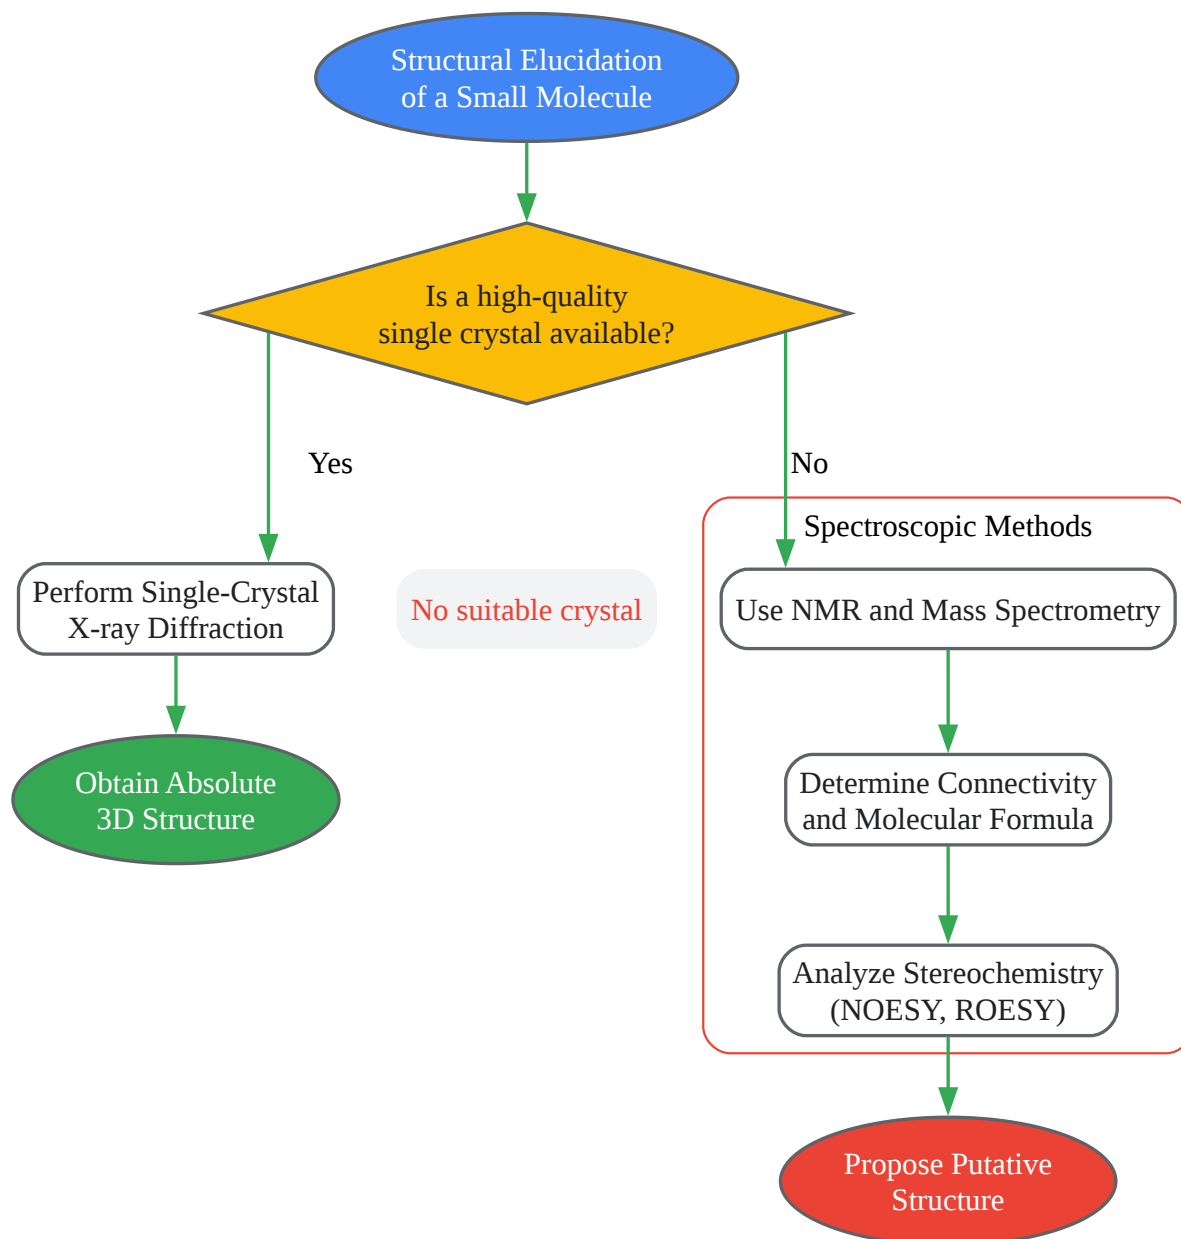 Structural Elucidation
of a Small Molecule
Is a high-quality
single crystal available?
Yes
No
Spectroscopic Methods
Perform Single-Crystal
X-ray Diffraction
No suitable crystal
Use NMR and Mass Spectrometry
Obtain Absolute
3D Structure
Determine Connectivity
and Molecular Formula
Analyze Stereochemistry
(NOESY, ROESY)
Propose Putative
Structure